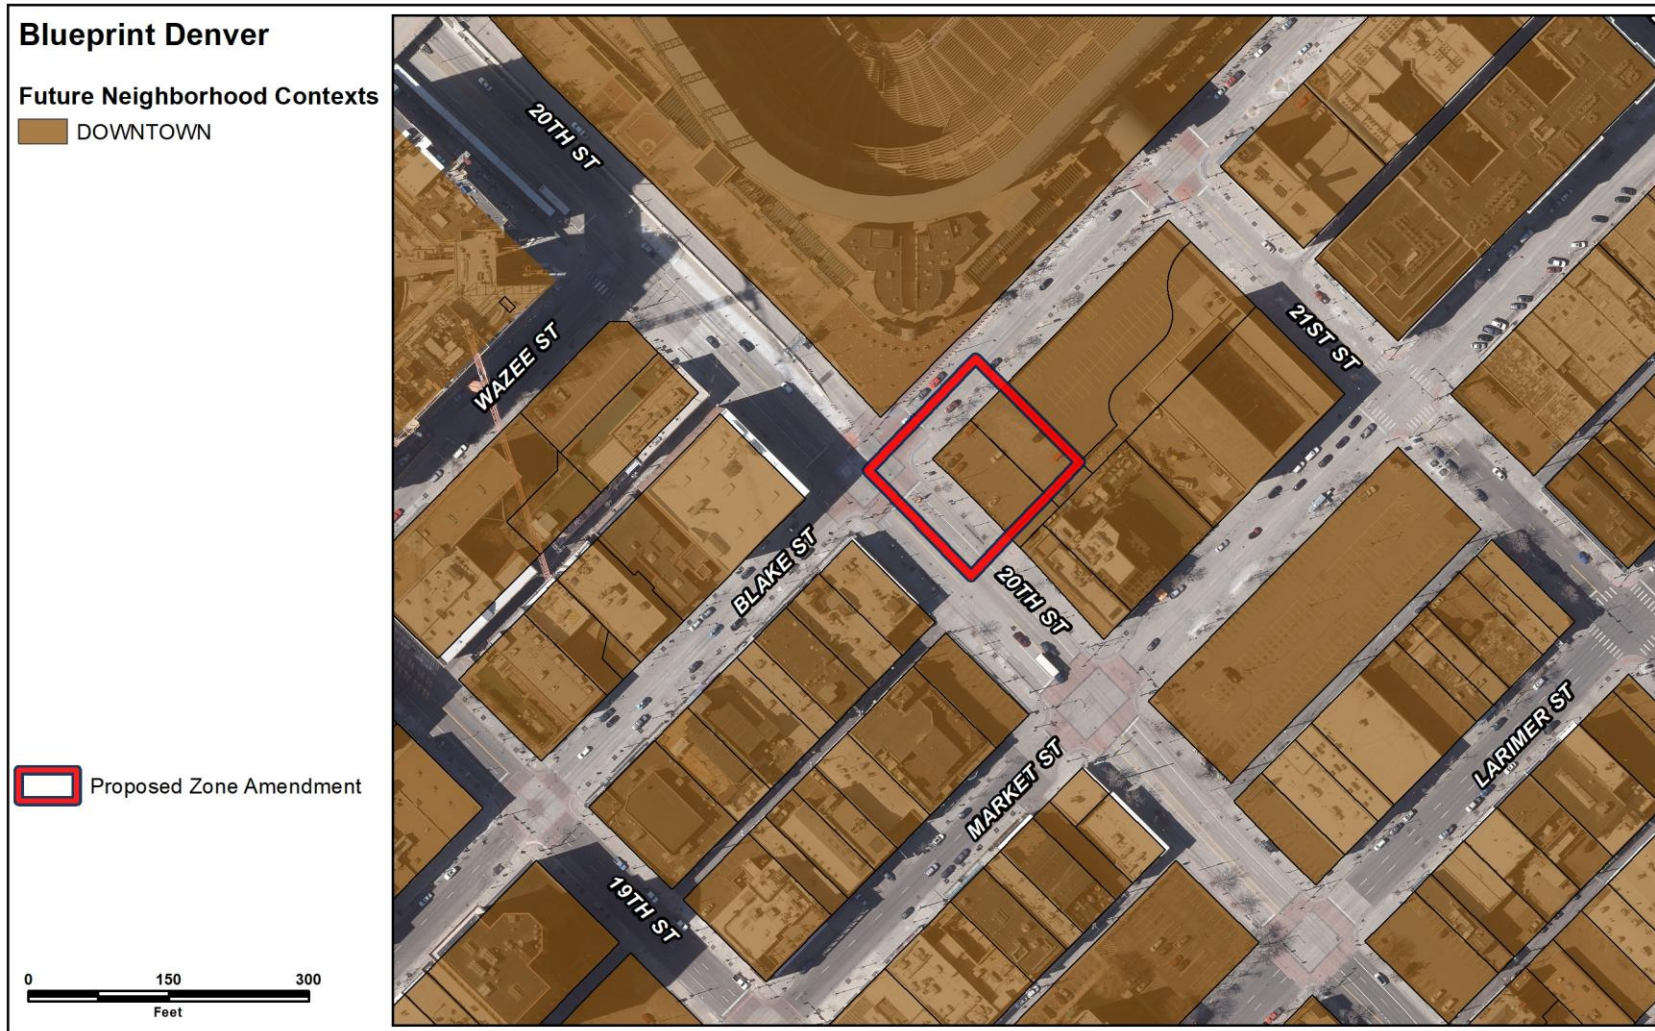 Blueprint Denver
Future Neighborhood Contexts
DOWNTOWN
20TH ST
WAZEE ST
21ST ST
BLAKE ST
20TH ST
LARIMER ST
MARKET ST
Proposed Zone Amendment
19TH ST
0 150 300
Feet